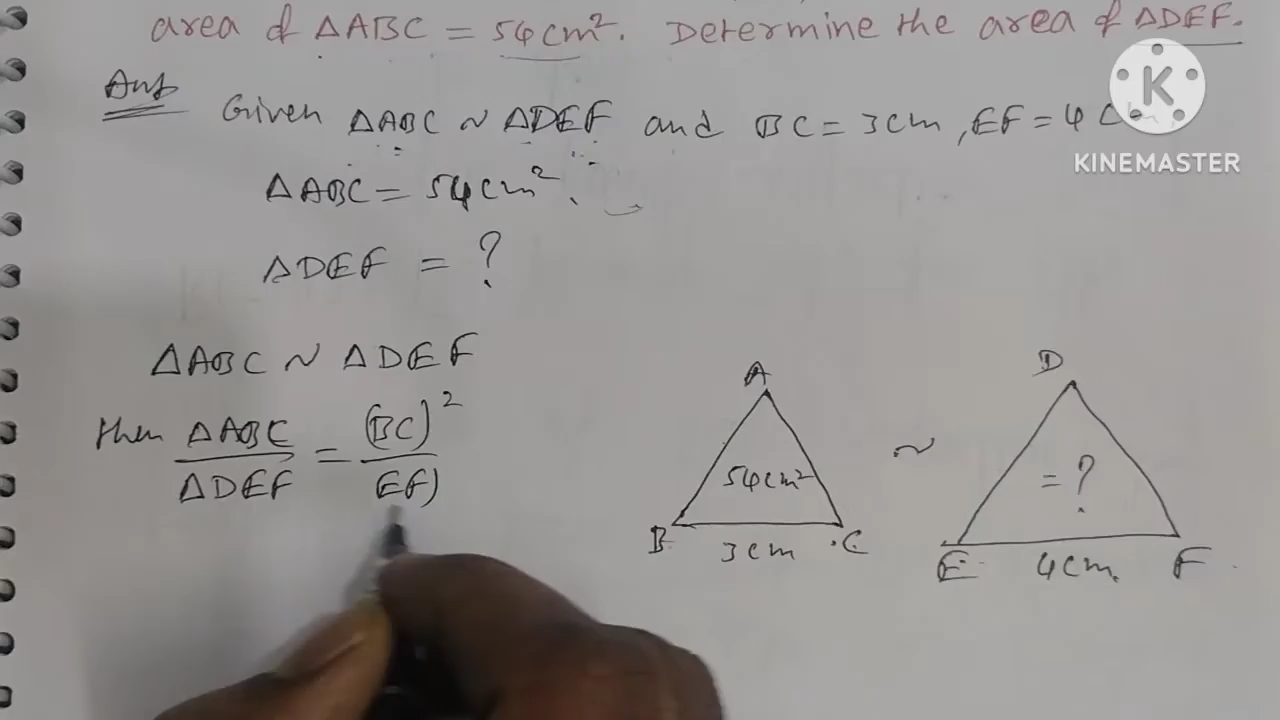 area of ΔABC = 54cm². Determine the area of ΔDEF.
Ans
Given ΔABC ~ ΔDEF and BC = 3cm, EF = 4 cm
ΔABC = 54cm².
ΔDEF = ?
ΔABC ~ ΔDEF
then ΔABC/ΔDEF = (BC)²/EF)
A
54cm²
B 3cm C
~
D
= ?
E 4cm F
K
KINEMASTER